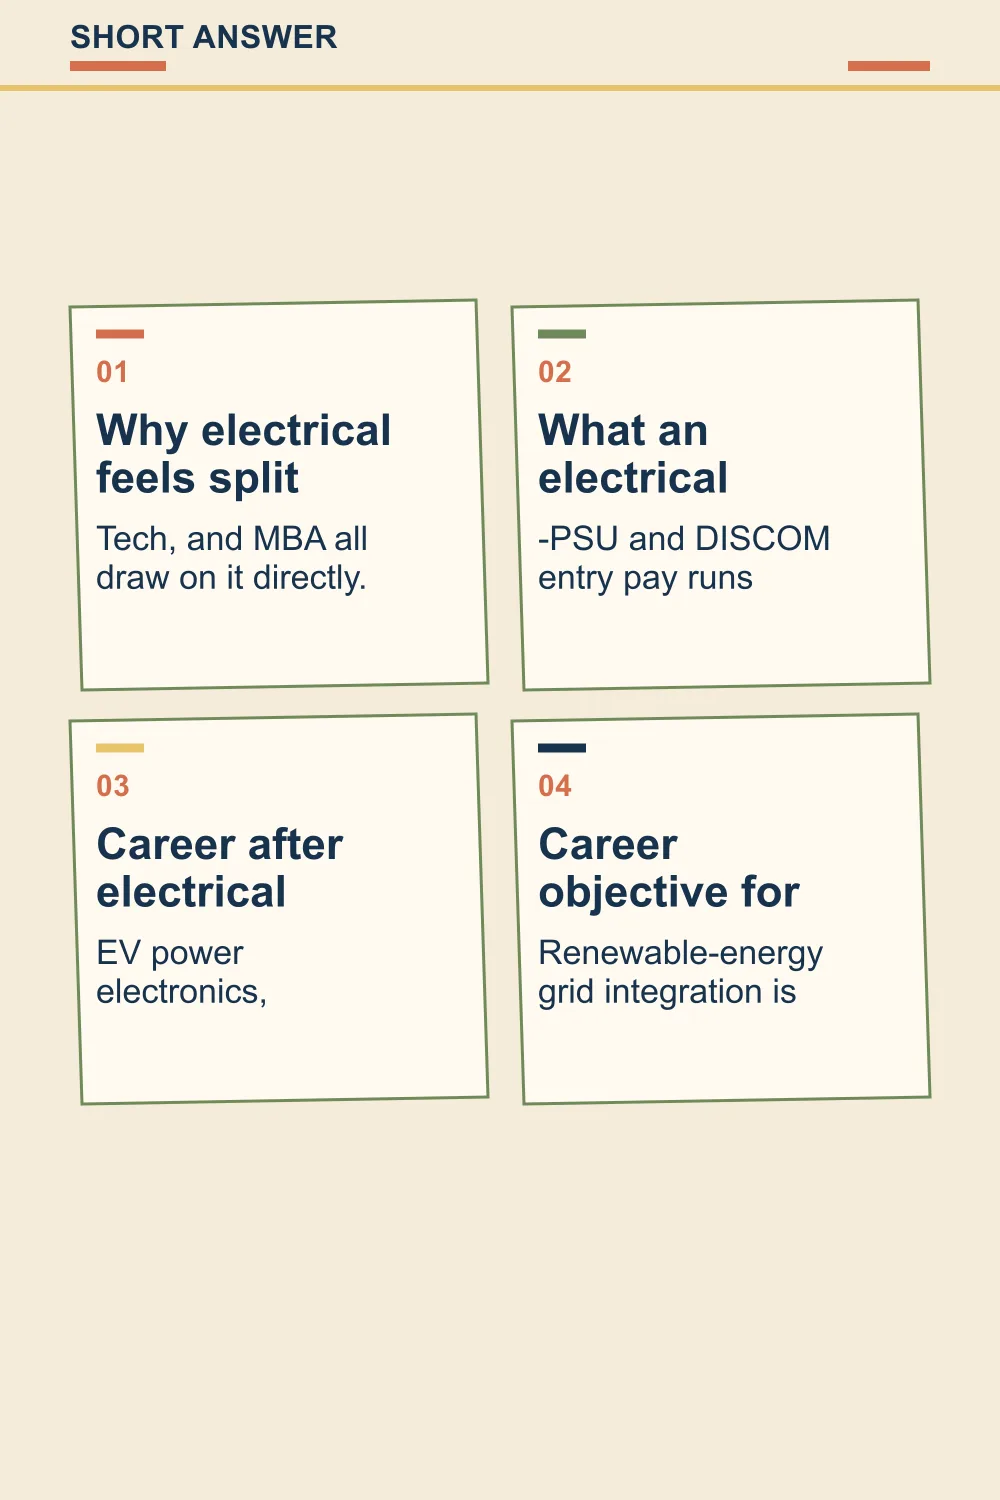 SHORT ANSWER
01
Why electrical
feels split
Tech, and MBA all
draw on it directly.
02
What an
electrical
-PSU and DISCOM
entry pay runs
03
Career after
electrical
EV power
electronics,
04
Career
objective for
Renewable-energy
grid integration is